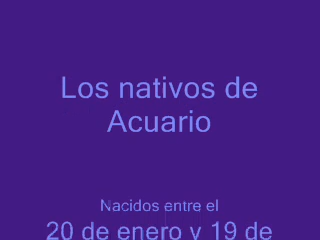 Los nativos de
Acuario
Nacidos entre el
20 de enero y 19 de